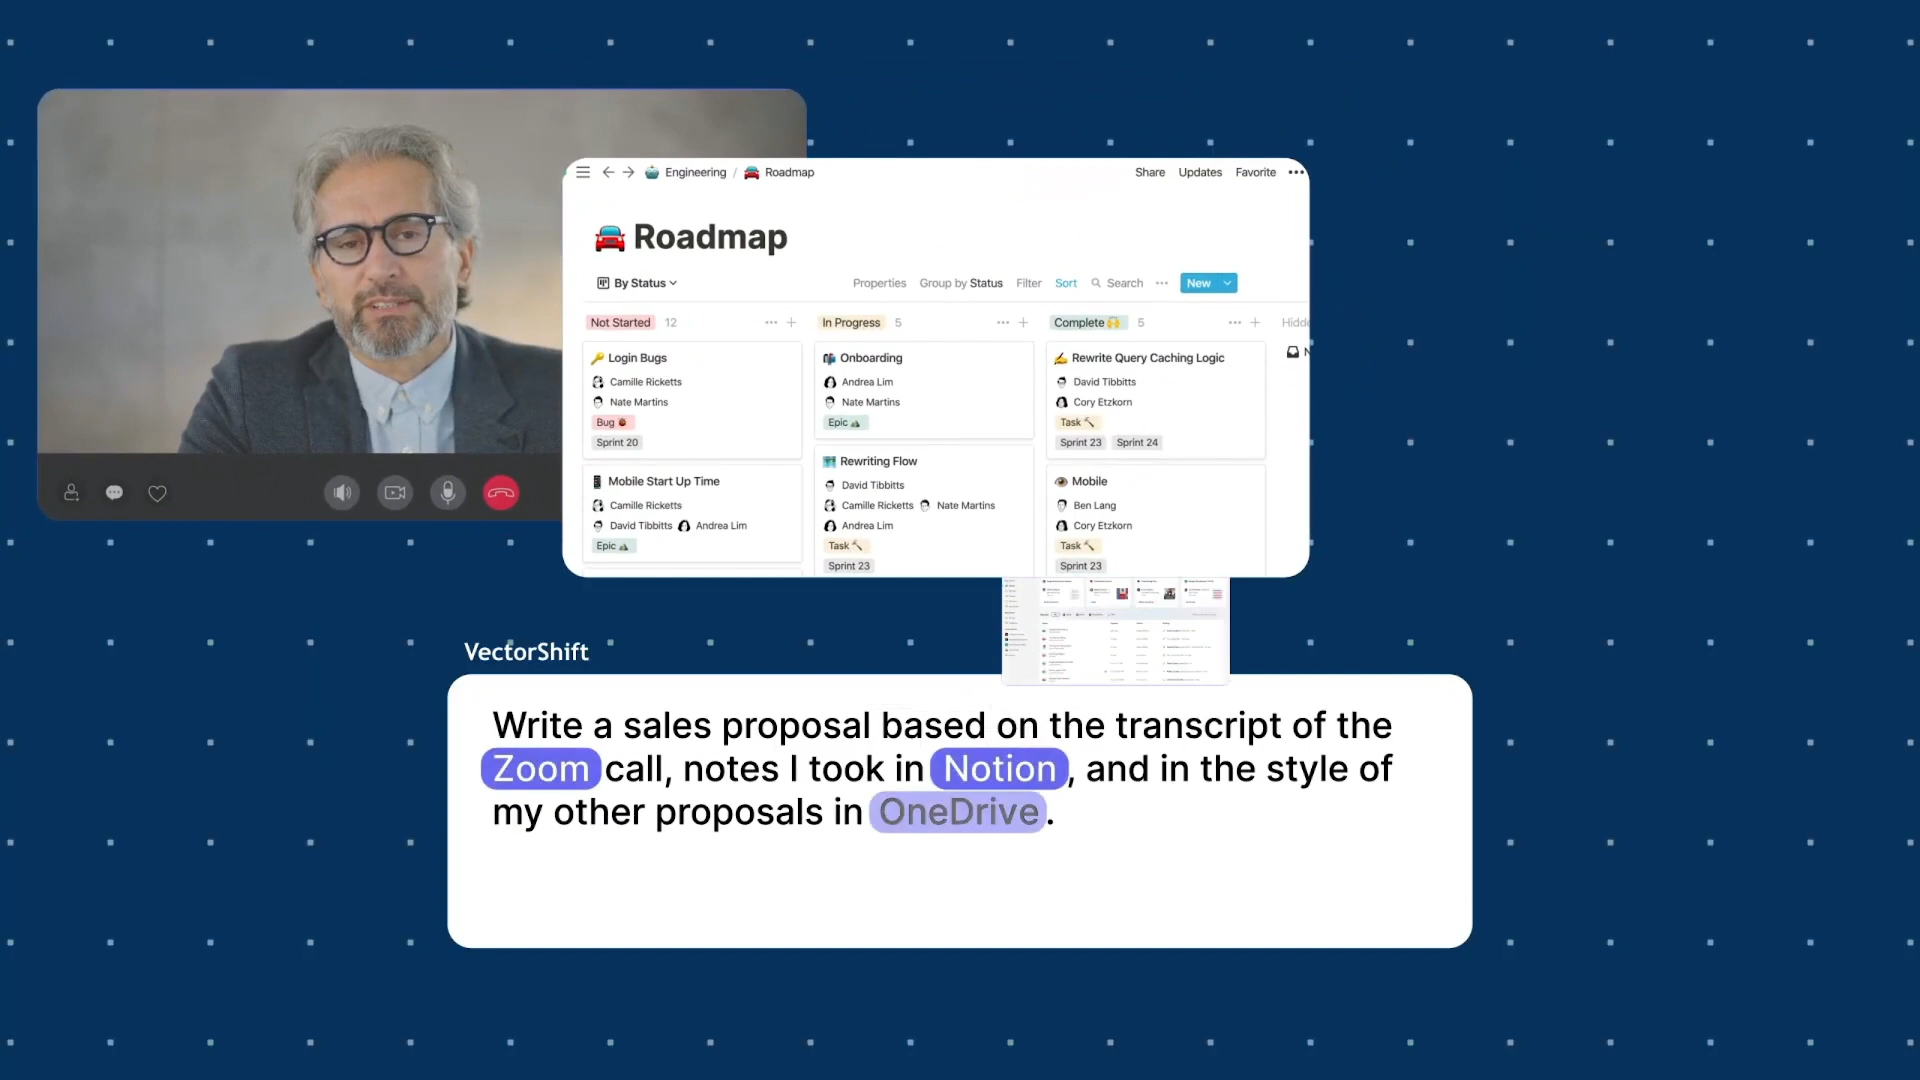 Engineering / Roadmap
Share Updates Favorite
Roadmap
By Status
Properties Group by Status Filter Sort Search New
Not Started 12
Login Bugs
Camille Ricketts
Nate Martins
Bug
Sprint 20
Mobile Start Up Time
Camille Ricketts
David Tibbitts Andrea Lim
Epic
In Progress 5
Onboarding
Andrea Lim
Nate Martins
Epic
Rewriting Flow
David Tibbitts
Camille Ricketts Nate Martins
Andrea Lim
Task
Sprint 23
Complete 5
Rewrite Query Caching Logic
David Tibbitts
Cory Etzkorn
Task
Sprint 23 Sprint 24
Mobile
Ben Lang
Cory Etzkorn
Task
Sprint 23
VectorShift
Write a sales proposal based on the transcript of the
Zoom call, notes I took in Notion, and in the style of
my other proposals in OneDrive.